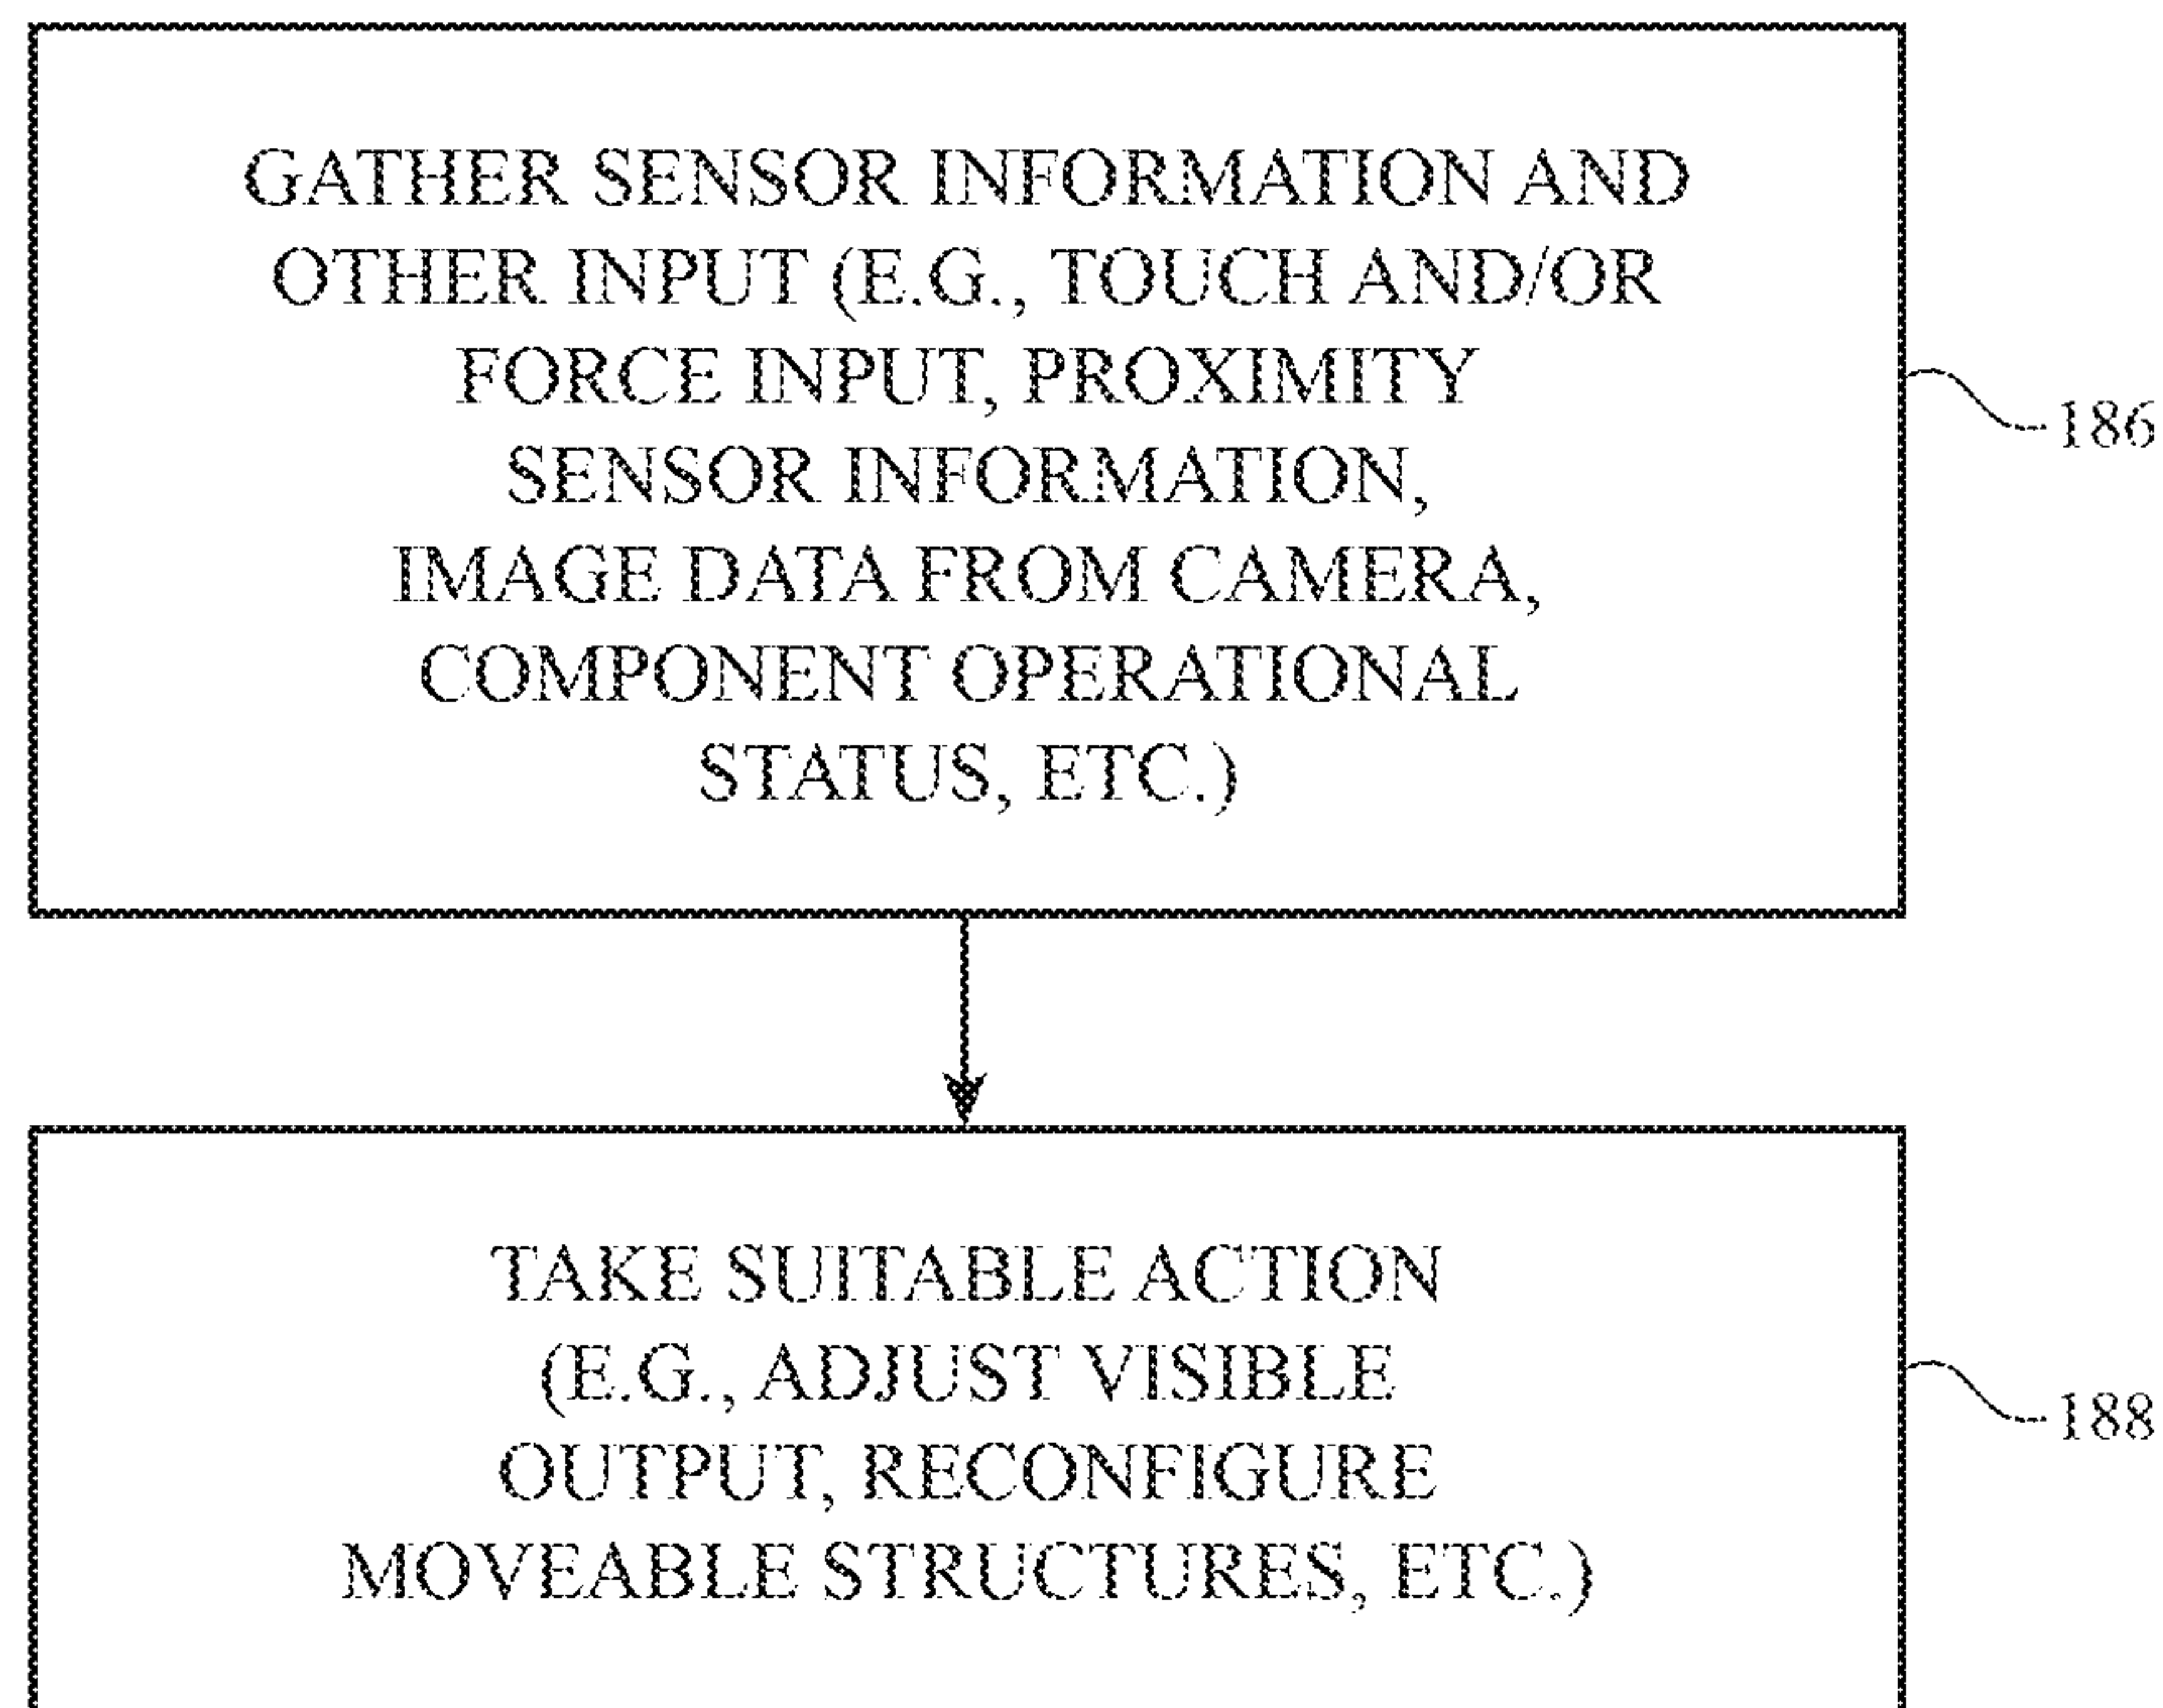 GATHER SENSOR INFORMATION AND
OTHER INPUT (E.G., TOUCH AND/OR
FORCE INPUT, PROXIMITY
SENSOR INFORMATION,
IMAGE DATA FROM CAMERA,
COMPONENT OPERATIONAL
STATUS, ETC.)
186
TAKE SUITABLE ACTION
(E.G., ADJUST VISIBLE
OUTPUT, RECONFIGURE
MOVEABLE STRUCTURES, ETC.)
188